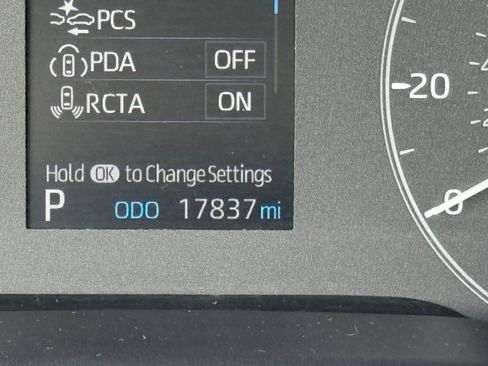 PCS
PDA OFF
RCTA ON
Hold OK to Change Settings
P ODO 17837 mi
20
0